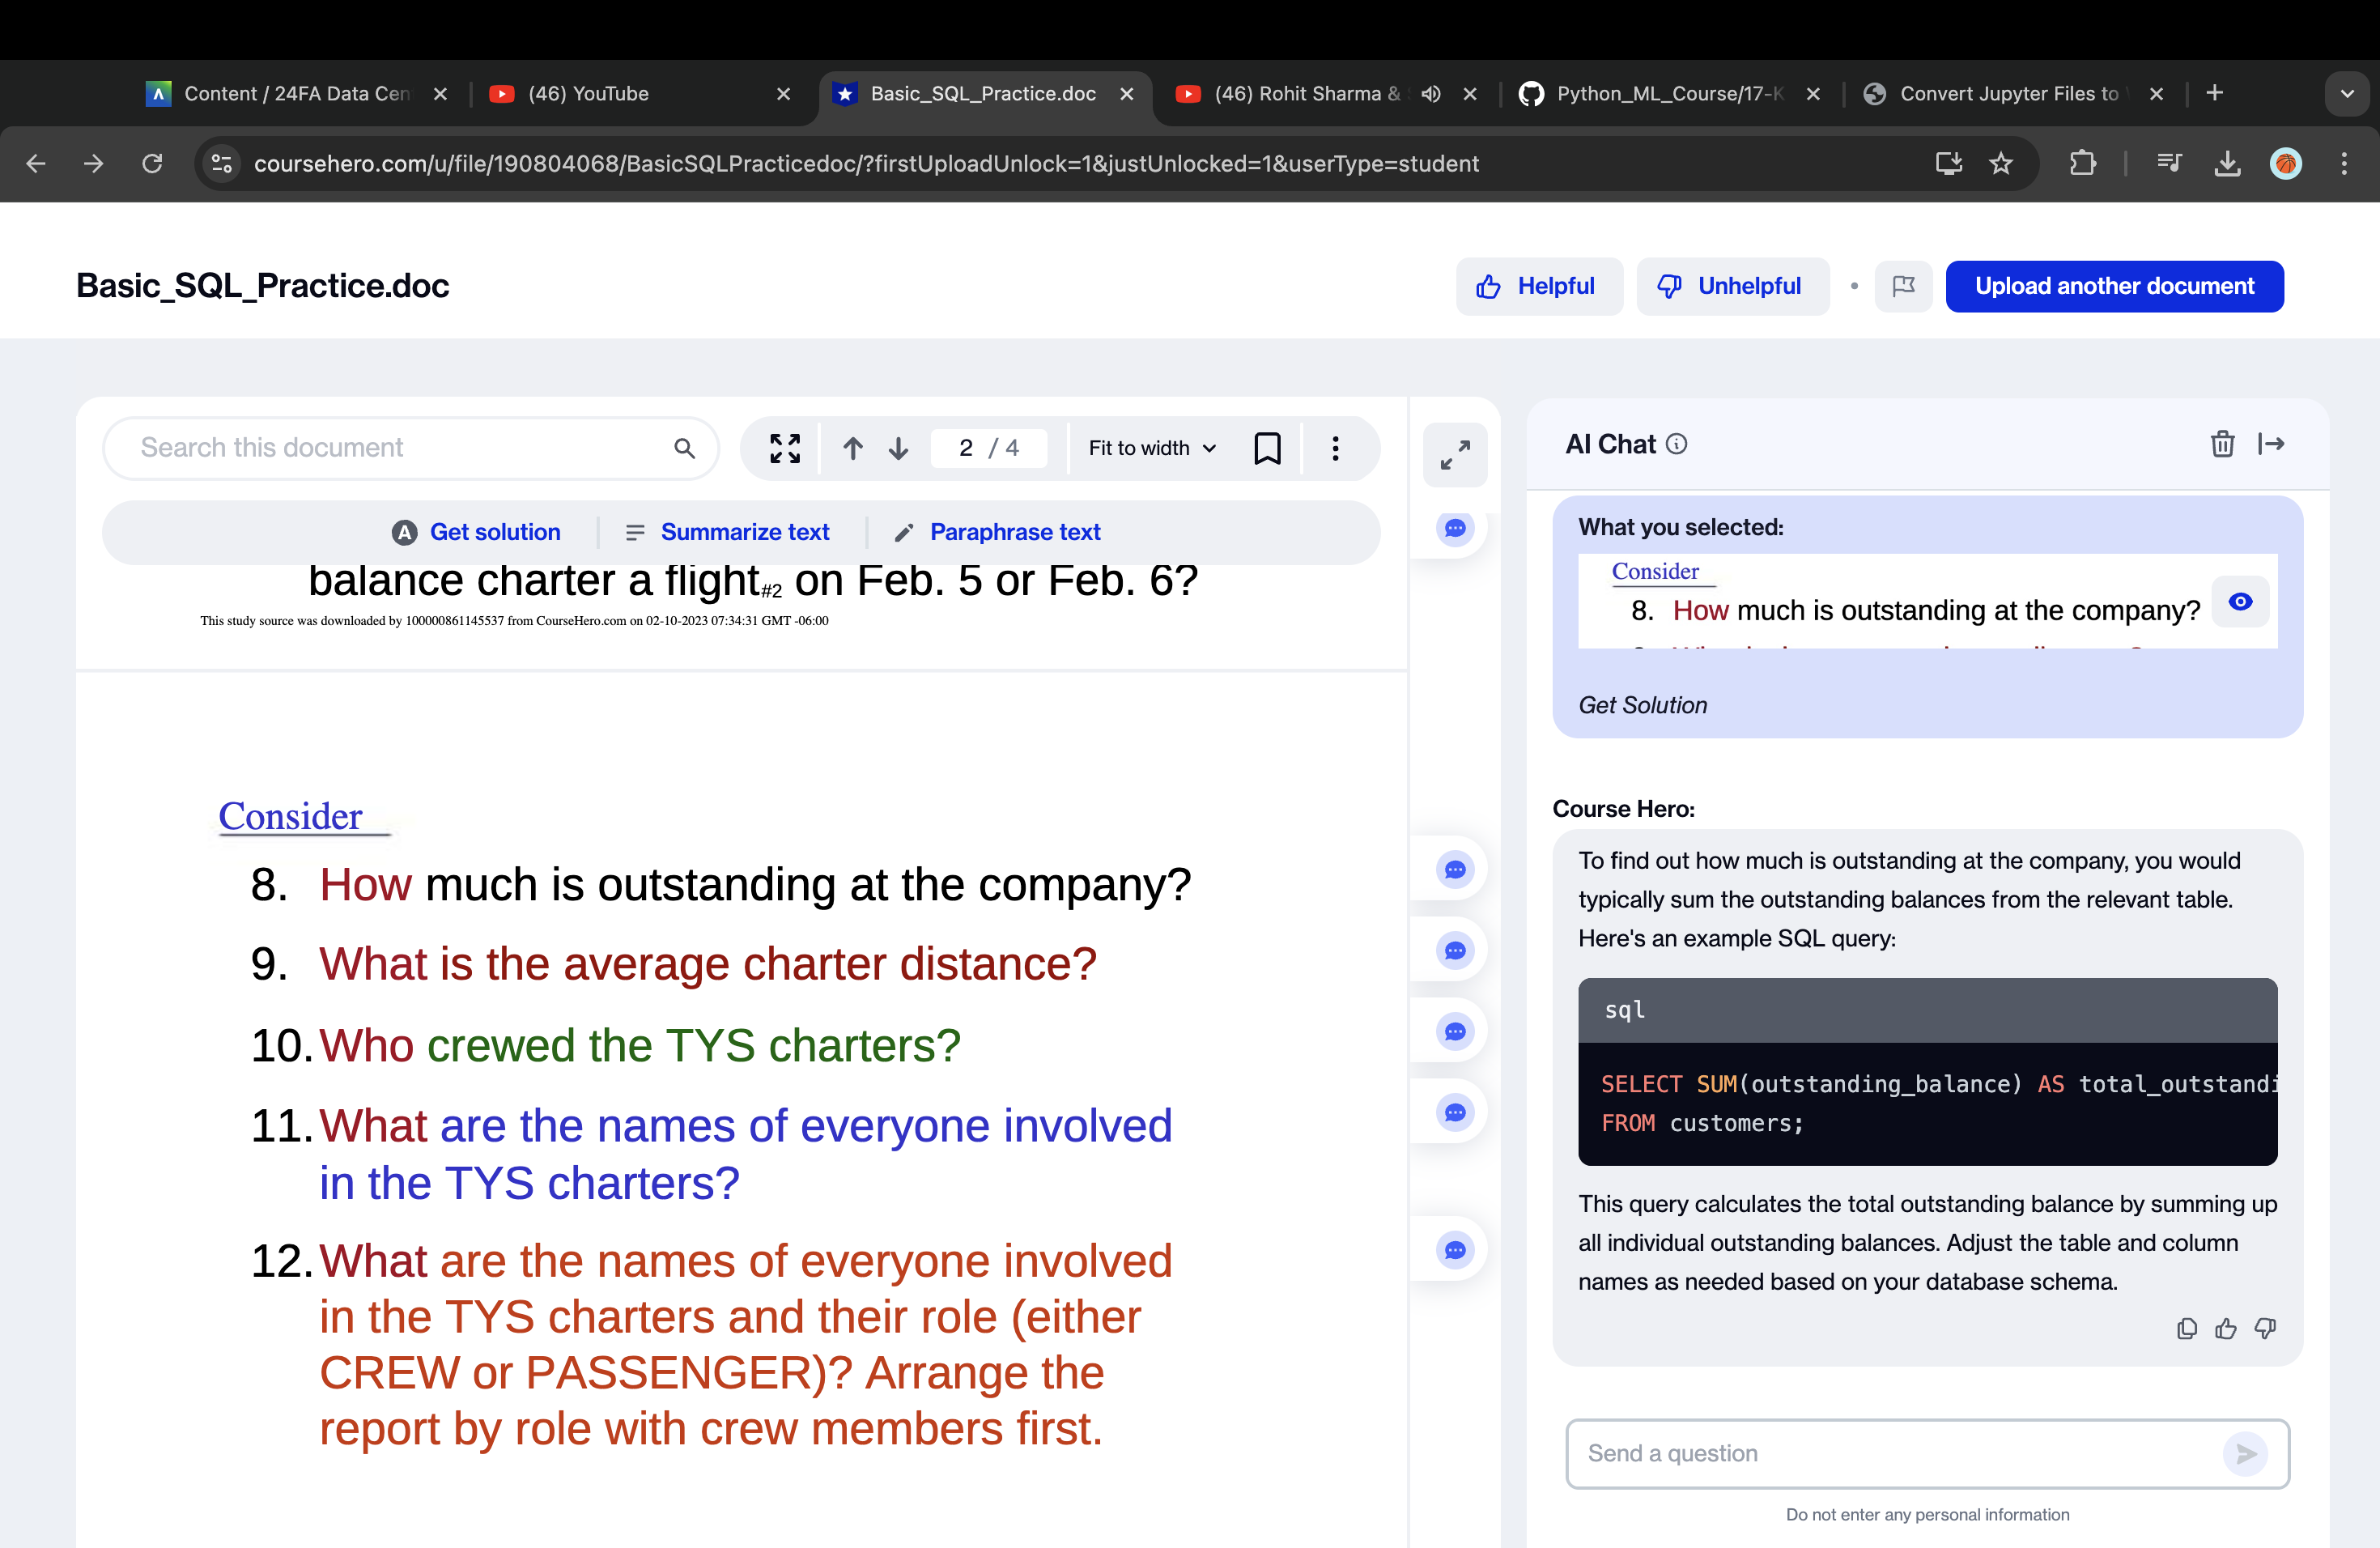 Content / 24FA Data Cen
(46) YouTube
Basic_SQL_Practice.doc
(46) Rohit Sharma &
Python_ML_Course/17-K
Convert Jupyter Files to
coursehero.com/u/file/190804068/BasicSQLPracticedoc/?firstUploadUnlock=1&justUnlocked=1&userType=student
Basic_SQL_Practice.doc
Helpful
Unhelpful
Upload another document
Search this document
2 / 4
Fit to width
A Get solution
Summarize text
Paraphrase text
balance charter a flight#2 on Feb. 5 or Feb. 6?
This study source was downloaded by 100000861145537 from CourseHero.com on 02-10-2023 07:34:31 GMT -06:00
Consider
8. How much is outstanding at the company?
9. What is the average charter distance?
10. Who crewed the TYS charters?
11. What are the names of everyone involved
in the TYS charters?
12. What are the names of everyone involved
in the TYS charters and their role (either
CREW or PASSENGER)? Arrange the
report by role with crew members first.
AI Chat
What you selected:
Consider
8. How much is outstanding at the company?
Get Solution
Course Hero:
To find out how much is outstanding at the company, you would
typically sum the outstanding balances from the relevant table.
Here's an example SQL query:
sql
SELECT SUM(outstanding_balance) AS total_outstandi
FROM customers;
This query calculates the total outstanding balance by summing up
all individual outstanding balances. Adjust the table and column
names as needed based on your database schema.
Send a question
Do not enter any personal information